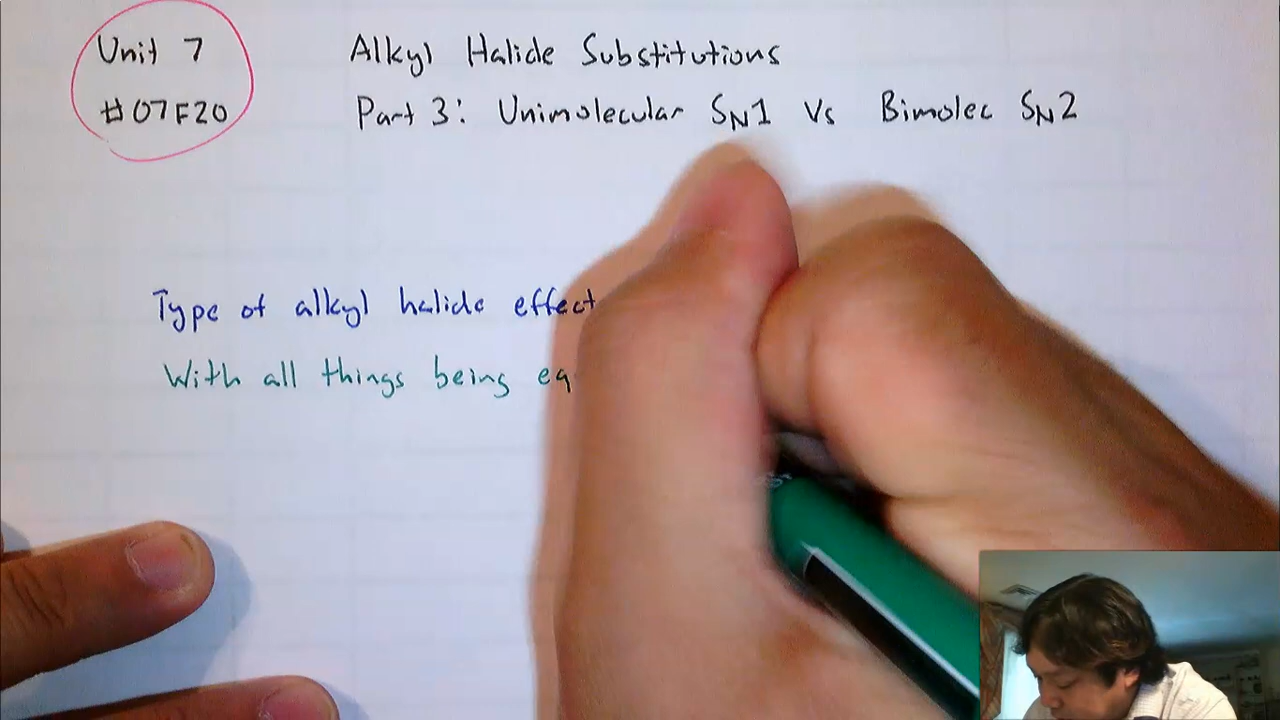 Unit 7
#07F20
Alkyl Halide Substitutions
Part 3: Unimolecular SN1 Vs Bimolec SN2
Type of alkyl halide effect
With all things being eq